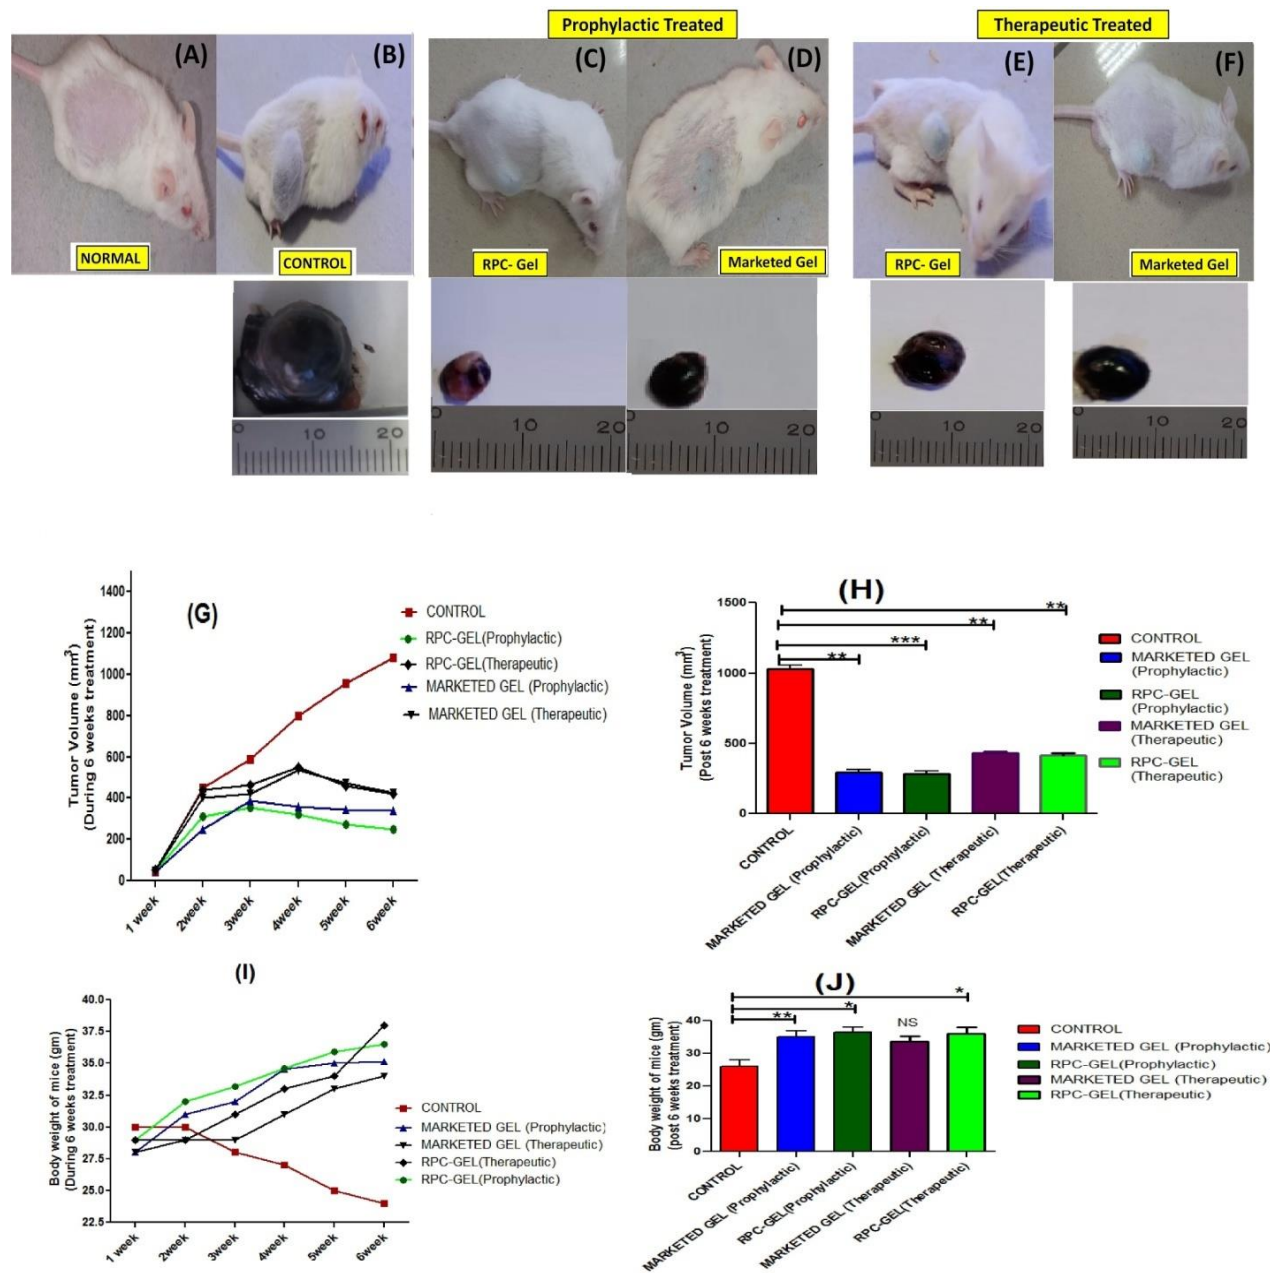 Prophylactic Treated
Therapeutic Treated
(A)
(B)
(C)
(D)
(E)
(F)
NORMAL
CONTROL
RPC- Gel
Marketed Gel
RPC- Gel
Marketed Gel
0 10 20
0 10 20
10 20
0 10 20
0 10 20
(G)
Tumor Volume (mm³)
(During 6 weeks treatment)
1400
1200
1000
800
600
400
200
0
1 week
2week
3week
4week
5week
6week
CONTROL
RPC-GEL(Prophylactic)
RPC-GEL(Therapeutic)
MARKETED GEL (Prophylactic)
MARKETED GEL (Therapeutic)
(H)
Tumor Volume (mm³)
(Post 6 weeks treatment)
1500
1000
500
0
**
**
***
**
CONTROL
MARKETED GEL (Prophylactic)
RPC-GEL(Prophylactic)
MARKETED GEL (Therapeutic)
RPC-GEL(Therapeutic)
CONTROL
MARKETED GEL
(Prophylactic)
RPC-GEL
(Prophylactic)
MARKETED GEL
(Therapeutic)
RPC-GEL
(Therapeutic)
(I)
Body weight of mice (gm)
(During 6 weeks treatment)
40.0
37.5
35.0
32.5
30.0
27.5
25.0
22.5
1 week
2week
3week
4week
5week
6week
CONTROL
MARKETED GEL (Prophylactic)
MARKETED GEL (Therapeutic)
RPC-GEL(Therapeutic)
RPC-GEL(Prophylactic)
(J)
Body weight of mice (gm)
(post 6 weeks treatment)
40
30
20
10
0
*
*
**
NS
CONTROL
MARKETED GEL (Prophylactic)
RPC-GEL(Prophylactic)
MARKETED GEL (Therapeutic)
RPC-GEL(Therapeutic)
CONTROL
MARKETED GEL (Prophylactic)
RPC-GEL(Prophylactic)
MARKETED GEL (Therapeutic)
RPC-GEL(Therapeutic)